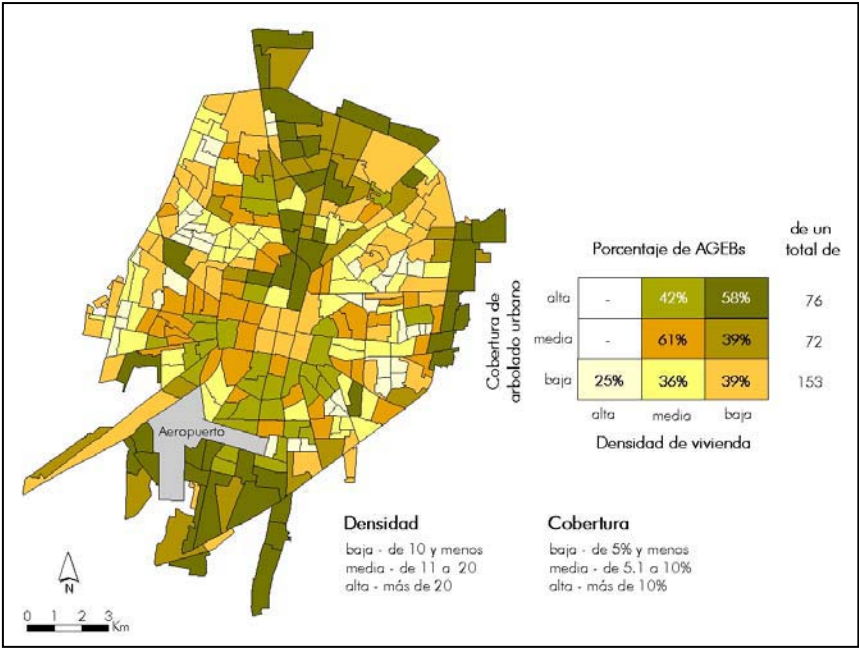 de un
total de
Porcentaje de AGEBs
Cobertura de
arbolado urbano
alta - 42% 58% 76
media - 61% 39% 72
baja 25% 36% 39% 153
alta media baja
Densidad de vivienda
Aeropuerto
Densidad
baja - de 10 y menos
media - de 11 a 20
alta - más de 20
Cobertura
baja - de 5% y menos
media - de 5.1 a 10%
alta - más de 10%
N
0 1 2 3
Km